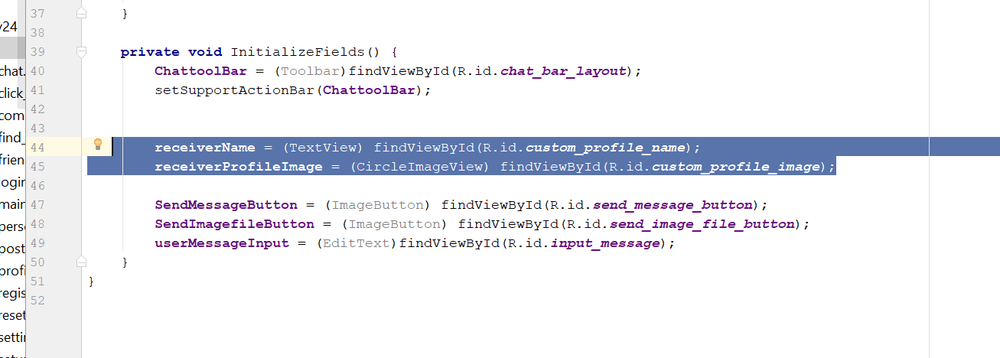 37 }
38
39 private void InitializeFields() {
40 ChattoolBar = (Toolbar)findViewById(R.id.chat_bar_layout);
41 setSupportActionBar(ChattoolBar);
42
43
44 receiverName = (TextView) findViewById(R.id.custom_profile_name);
45 receiverProfileImage = (CircleImageView) findViewById(R.id.custom_profile_image);
46
47 SendMessageButton = (ImageButton) findViewById(R.id.send_message_button);
48 SendImagefileButton = (ImageButton) findViewById(R.id.send_image_file_button);
49 userMessageInput = (EditText)findViewById(R.id.input_message);
50 }
51 }
52
v24
chat.
click_
com
find_
frien
login
main
pers
post
profi
regis
reset
setti